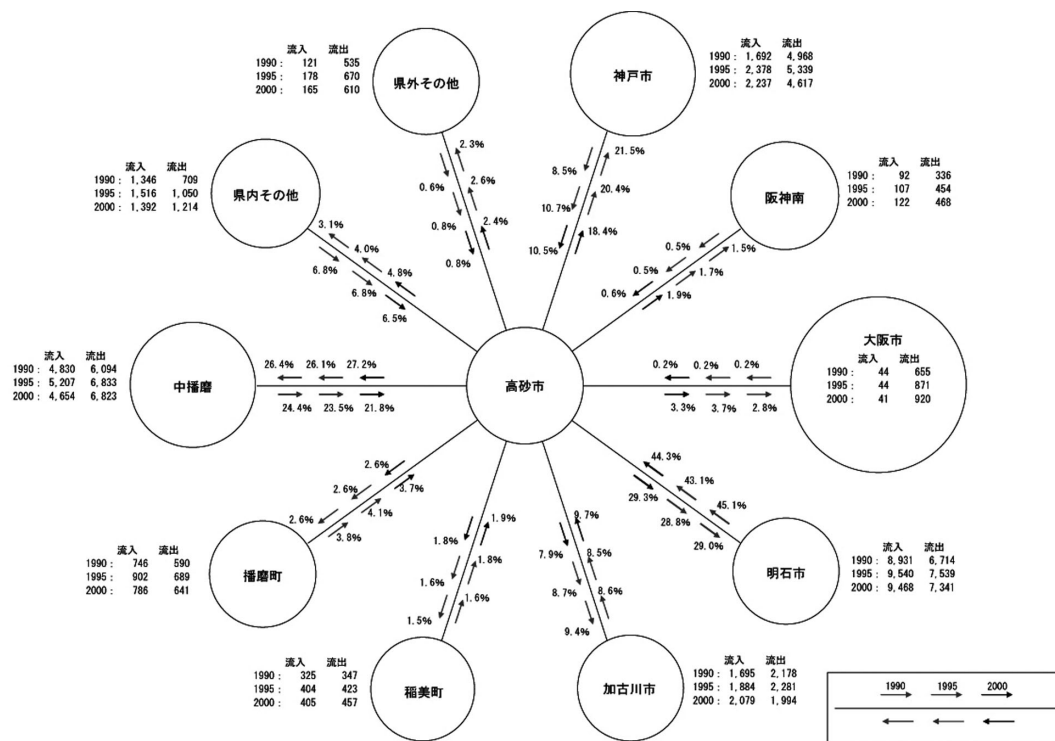 流入 流出
1990： 121 535
1995： 178 670
2000： 165 610
県外その他
神戸市
流入 流出
1990： 1,692 4,968
1995： 2,378 5,339
2000： 2,237 4,617
流入 流出
1990： 1,346 709
1995： 1,516 1,050
2000： 1,392 1,214
県内その他
阪神南
流入 流出
1990： 92 336
1995： 107 454
2000： 122 468
2.3%
2.6%
2.4%
0.6%
0.8%
0.8%
8.5%
10.7%
10.5%
21.5%
20.4%
18.4%
3.1%
4.0%
4.8%
6.8%
6.8%
6.5%
0.5%
0.5%
0.6%
1.5%
1.7%
1.9%
流入 流出
1990： 4,830 6,094
1995： 5,207 6,833
2000： 4,654 6,823
中播磨
26.4% 26.1% 27.2%
24.4% 23.5% 21.8%
高砂市
0.2% 0.2% 0.2%
3.3% 3.7% 2.8%
大阪市
流入 流出
1990： 44 655
1995： 44 871
2000： 41 920
2.6%
2.6%
2.6%
3.7%
4.1%
3.8%
1.8%
1.6%
1.5%
1.9%
1.8%
1.6%
7.9%
8.7%
9.4%
9.7%
8.5%
8.6%
44.3%
43.1%
45.1%
29.3%
28.8%
29.0%
流入 流出
1990： 746 590
1995： 902 689
2000： 786 641
播磨町
明石市
流入 流出
1990： 8,931 6,714
1995： 9,540 7,539
2000： 9,468 7,341
流入 流出
1990： 325 347
1995： 404 423
2000： 405 457
稲美町
加古川市
流入 流出
1990： 1,695 2,178
1995： 1,884 2,281
2000： 2,079 1,994
1990 1995 2000